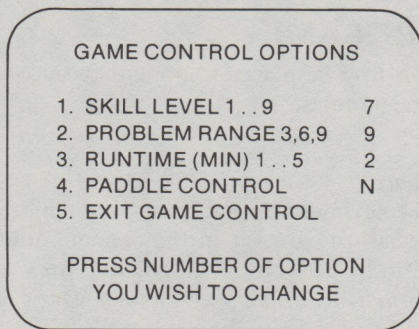 GAME CONTROL OPTIONS
1. SKILL LEVEL 1 . . 9 7
2. PROBLEM RANGE 3,6,9 9
3. RUNTIME (MIN) 1 . . 5 2
4. PADDLE CONTROL N
5. EXIT GAME CONTROL
PRESS NUMBER OF OPTION
YOU WISH TO CHANGE